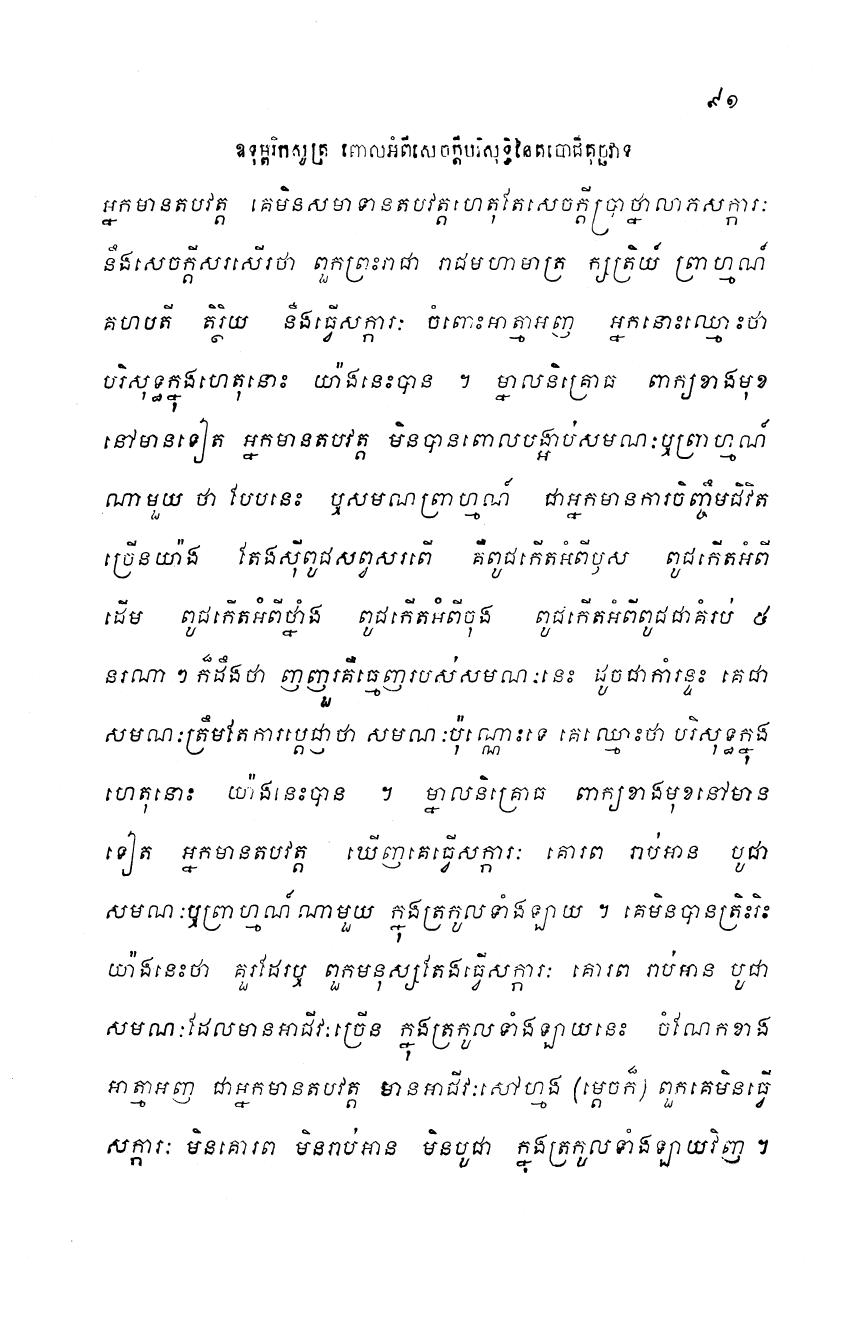 ៩១
ឧទុម្ពរិកសូត្រ ពោលអំពីសេចក្តីបរិសុទ្ធិនៃតបោជិគុច្ឆវាទ
អ្នកមានតបវត្ត គេមិនសមាទានតបវត្តហេតុតែសេចក្តីប្រាថ្នាលាភសក្ការៈ
នឹងសេចក្តីសរសើរថា ពួកព្រះរាជា រាជមហាមាត្រ ក្សត្រិយ៍ ព្រាហ្មណ៍
គហបតី តិរ្ថិយ នឹងធ្វើសក្ការៈ ចំពោះអាត្មាអញ អ្នកនោះឈ្មោះថា
បរិសុទ្ធក្នុងហេតុនោះ យ៉ាងនេះបាន ។ ម្នាលនិគ្រោធ ពាក្យខាងមុខ
នៅមានទៀត អ្នកមានតបវត្ត មិនបានពោលបង្អាប់សមណៈឬព្រាហ្មណ៍
ណាមួយ ថា បែបនេះ ឬសមណព្រាហ្មណ៍ ជាអ្នកមានការចិញ្ចឹមជីវិត
ច្រើនយ៉ាង តែងស៊ីពូជសព្វសារពើ គឺពូជកើតអំពីឫស ពូជកើតអំពី
ដើម ពូជកើតអំពីថ្នាំង ពូជកើតអំពីចុង ពូជកើតអំពីពូជជាគំរប់ ៥
នរណា ៗ ក៏ដឹងថា ញញួរគឺធ្មេញរបស់សមណៈនេះ ដូចជាកាំរន្ទះ គេជា
សមណៈត្រឹមតែការប្តេជ្ញាថា សមណៈប៉ុណ្ណោះទេ គេឈ្មោះថា បរិសុទ្ធក្នុង
ហេតុនោះ យ៉ាងនេះបាន ។ ម្នាលនិគ្រោធ ពាក្យខាងមុខនៅមាន
ទៀត អ្នកមានតបវត្ត ឃើញគេធ្វើសក្ការៈ គោរព រាប់អាន បូជា
សមណៈឬព្រាហ្មណ៍ណាមួយ ក្នុងត្រកូលទាំងឡាយ ។ គេមិនបានត្រិះរិះ
យ៉ាងនេះថា គួរដែរឬ ពួកមនុស្សតែងធ្វើសក្ការៈ គោរព រាប់អាន បូជា
សមណៈដែលមានអាជីវៈច្រើន ក្នុងត្រកូលទាំងឡាយនេះ ចំណែកខាង
អាត្មាអញ ជាអ្នកមានតបវត្ត មានអាជីវៈសៅហ្មង (ម្តេចក៏) ពួកគេមិនធ្វើ
សក្ការៈ មិនគោរព មិនរាប់អាន មិនបូជា ក្នុងត្រកូលទាំងឡាយវិញ ។